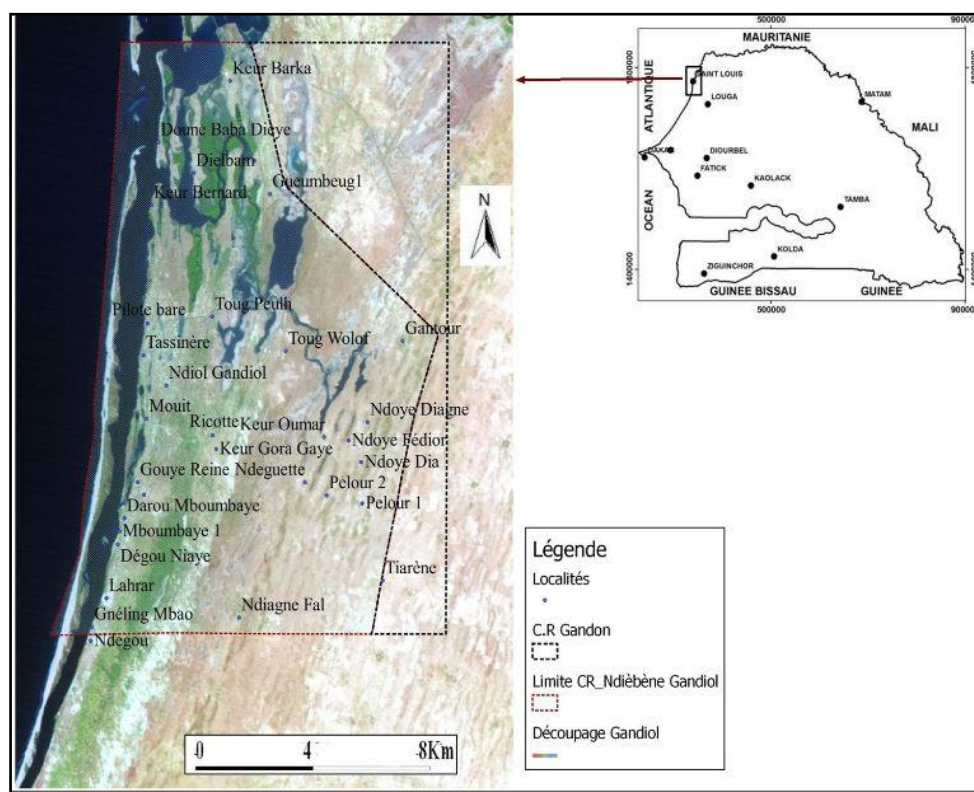 Keur Barka
Doune Baba Dieye
Dielbam
Keur Bernard
Gueumbeug1
N
Pilote bare
Toug Peulh
Tassinère
Toug Wolof
Gantour
Ndiol Gandiol
Mouit
Ricotte
Keur Oumar
Ndoye Diagne
Keur Gora Gaye
Ndoye Fédior
Ndoye Dia
Gouye Reine
Ndeguette
Pelour 2
Pelour 1
Darou Mboumbaye
Mboumbaye 1
Dégou Niaye
Tiarène
Lahrar
Gnéling Mbao
Ndiagne Fal
Ndegou
0 4 8Km
500000 900000
MAURITANIE
SAINT LOUIS
LOUGA
MATAM
ATLANTIQUE
MALI
DAKAR
DIOURBEL
FATICK
KAOLACK
TAMBA
OCEAN
KOLDA
ZIGUINCHOR
1400000
GUINEE BISSAU
GUINEE
500000 900000
Légende
Localités
C.R Gandon
Limite CR_Ndièbène Gandiol
Découpage Gandiol